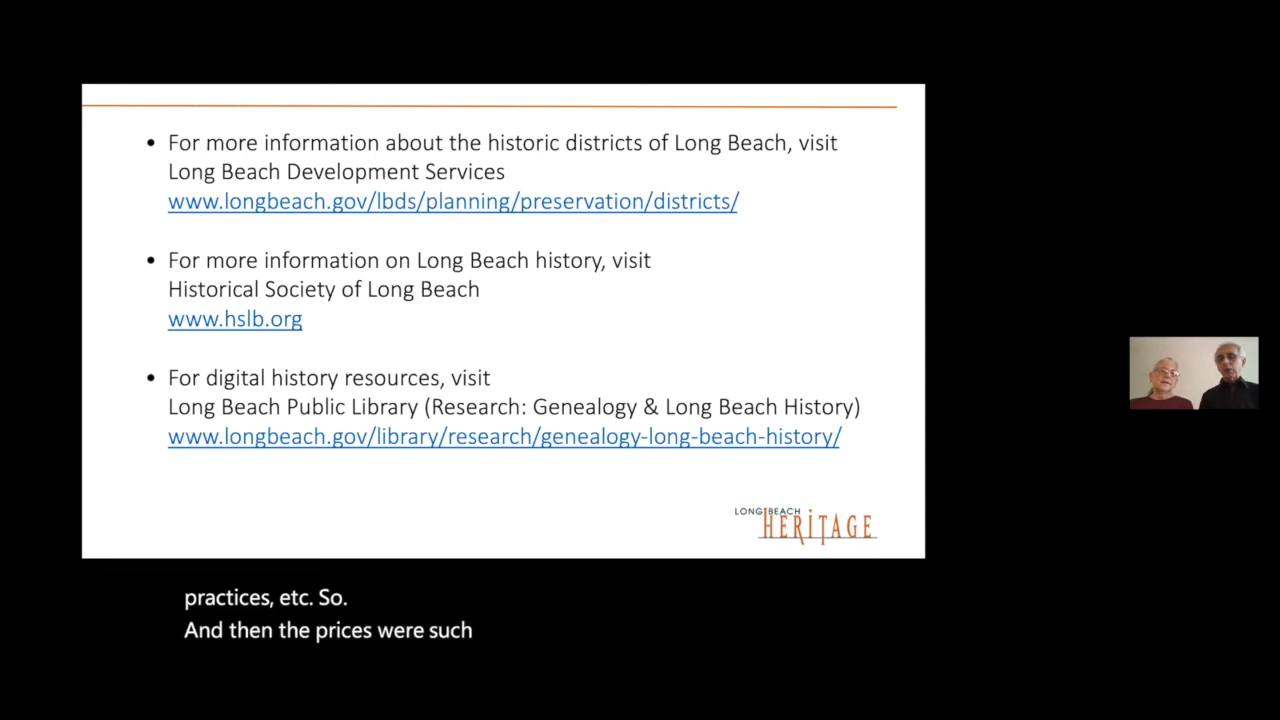 • For more information about the historic districts of Long Beach, visit
Long Beach Development Services
www.longbeach.gov/lbds/planning/preservation/districts/
• For more information on Long Beach history, visit
Historical Society of Long Beach
www.hslb.org
• For digital history resources, visit
Long Beach Public Library (Research: Genealogy & Long Beach History)
www.longbeach.gov/library/research/genealogy-long-beach-history/
LONG BEACH
HERITAGE
practices, etc. So.
And then the prices were such